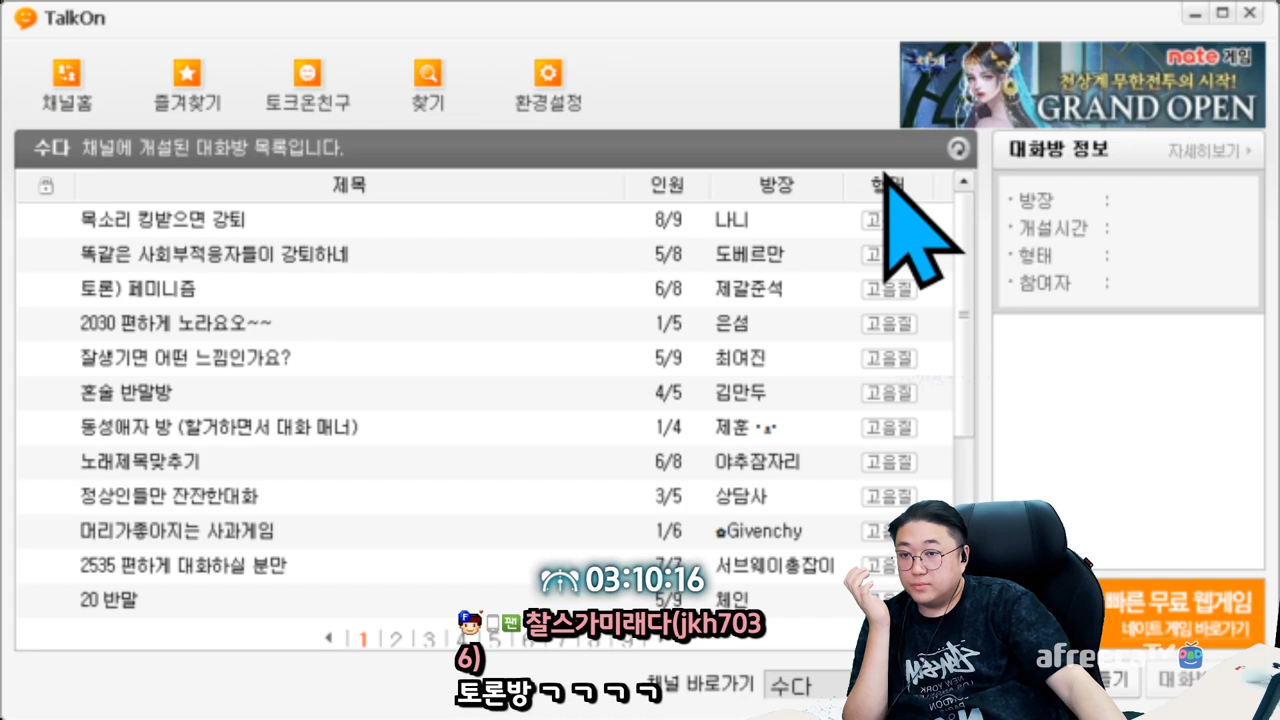 TalkOn
채널홈 즐겨찾기 토크온친구 찾기 환경설정
nate 게임
천상계 무한전투의 시작!
GRAND OPEN
수다 채널에 개설된 대화방 목록입니다.
대화방 정보 자세히보기
제목 인원 방장
목소리 킹받으면 강퇴 8/9 나니
똑같은 사회부적응자들이 강퇴하네 5/8 도베르만
토론) 페미니즘 6/8 제갈준석 고음질
2030 편하게 노라요오~~ 1/5 은섬 고음질
잘생기면 어떤 느낌인가요? 5/9 최여진 고음질
혼술 반말방 4/5 김만두 고음질
동성애자 방 (할거하면서 대화 매너) 1/4 제훈 고음질
노래제목맞추기 6/8 야추잠자리 고음질
정상인들만 잔잔한대화 3/5 상담사 고음질
머리가좋아지는 사과게임 1/6 Givenchy
2535 편하게 대화하실 분만 서브웨이총잡이
20 반말 5/9 체인
· 방장 :
· 개설시간 :
· 형태 :
· 참여자 :
03:10:16
팬 찰스가미래다(jkh703
6)
토론방 ㄱ ㄱ ㄱ ㄱ
1 2 3
바로가기 수다
빠른 무료 웹게임
네이트 게임 바로가기
NEW YORK
LONDON